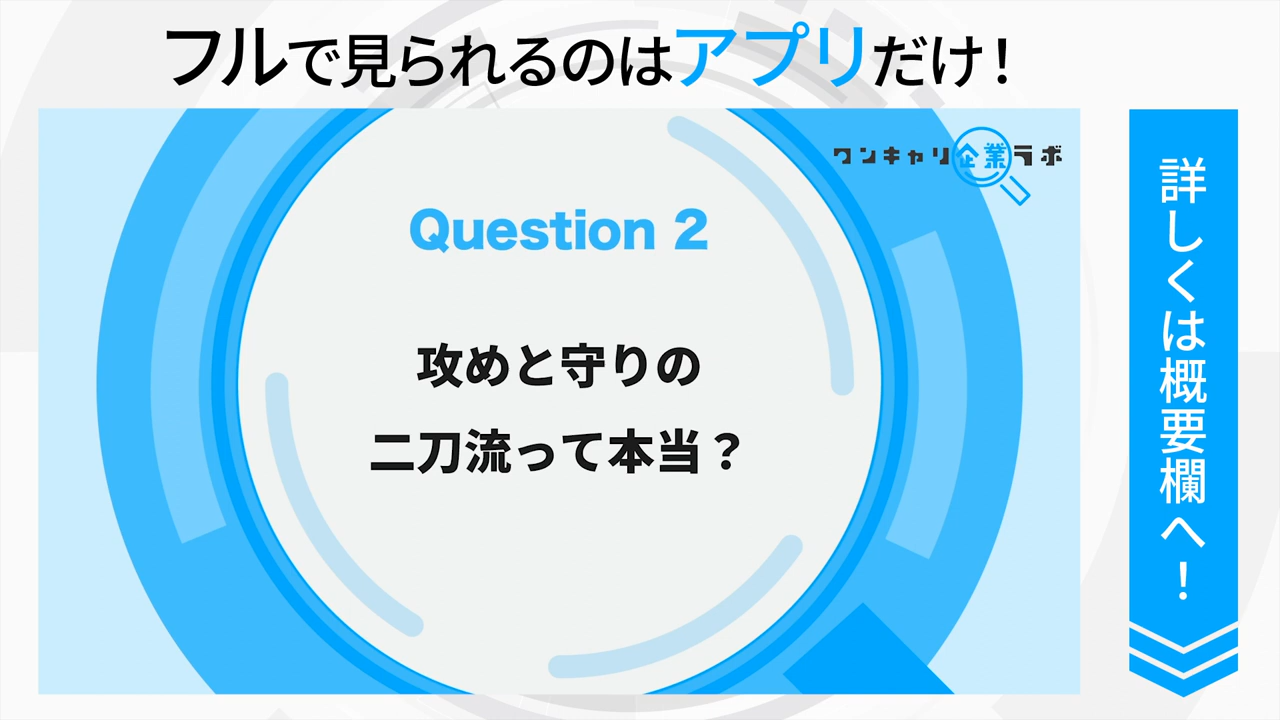 フルで見られるのはアプリだけ!
ワンキャリ企業ラボ
Question 2
攻めと守りの
二刀流って本当？
詳しくは概要欄へ！